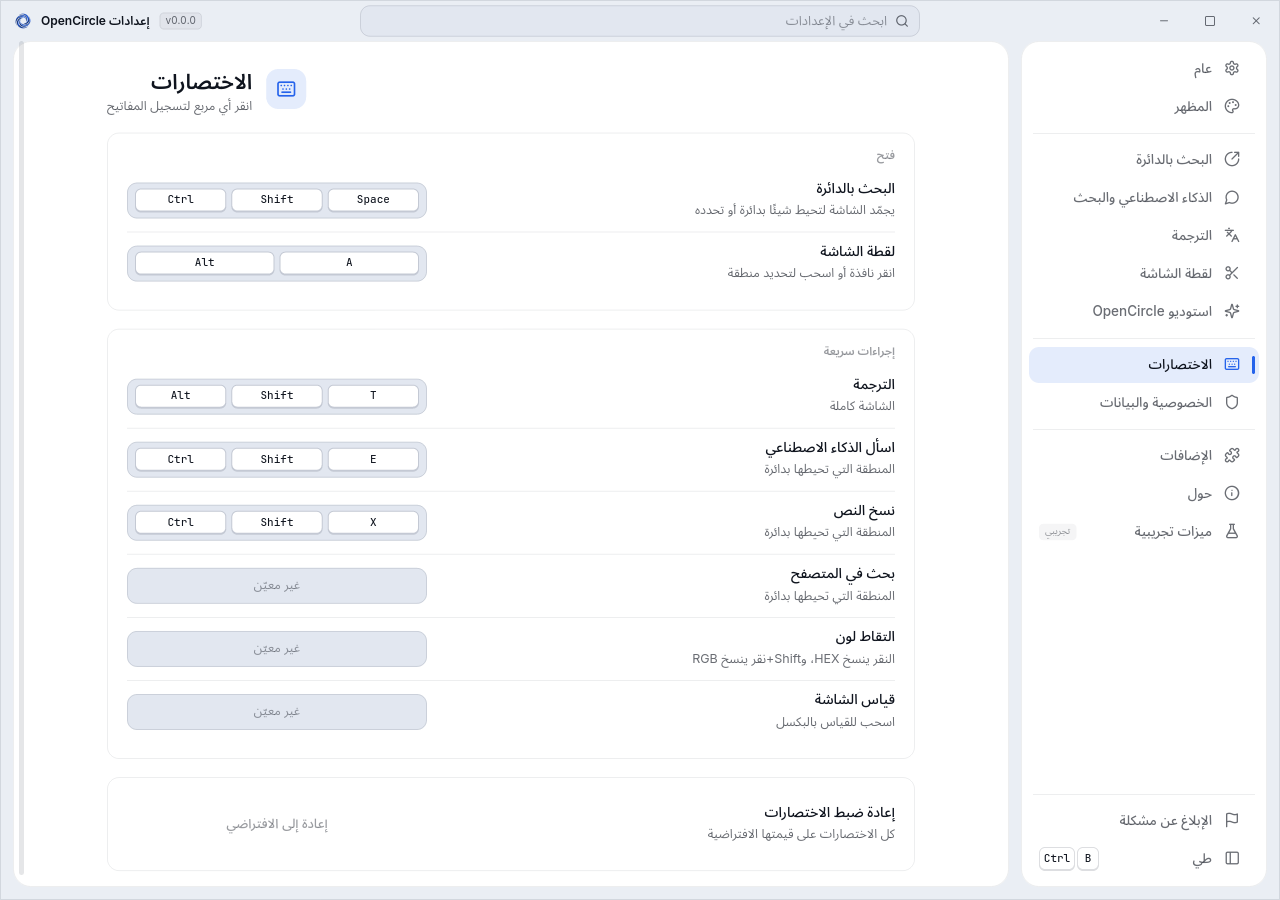 إعدادات OpenCircle
v0.0.0
ابحث في الإعدادات
عام
المظهر
البحث بالدائرة
الذكاء الاصطناعي والبحث
الترجمة
لقطة الشاشة
استوديو OpenCircle
الاختصارات
الخصوصية والبيانات
الإضافات
حول
ميزات تجريبية
تجريبي
الإبلاغ عن مشكلة
طي
Ctrl B
الاختصارات
انقر أي مربع لتسجيل المفاتيح
فتح
البحث بالدائرة
يجمّد الشاشة لتحيط شيئًا بدائرة أو تحدده
Ctrl Shift Space
لقطة الشاشة
انقر نافذة أو اسحب لتحديد منطقة
Alt A
إجراءات سريعة
الترجمة
الشاشة كاملة
Alt Shift T
اسأل الذكاء الاصطناعي
المنطقة التي تحيطها بدائرة
Ctrl Shift E
نسخ النص
المنطقة التي تحيطها بدائرة
Ctrl Shift X
بحث في المتصفح
المنطقة التي تحيطها بدائرة
غير معيّن
التقاط لون
النقر ينسخ HEX، وShift+نقر ينسخ RGB
غير معيّن
قياس الشاشة
اسحب للقياس بالبكسل
غير معيّن
إعادة ضبط الاختصارات
كل الاختصارات على قيمتها الافتراضية
إعادة إلى الافتراضي